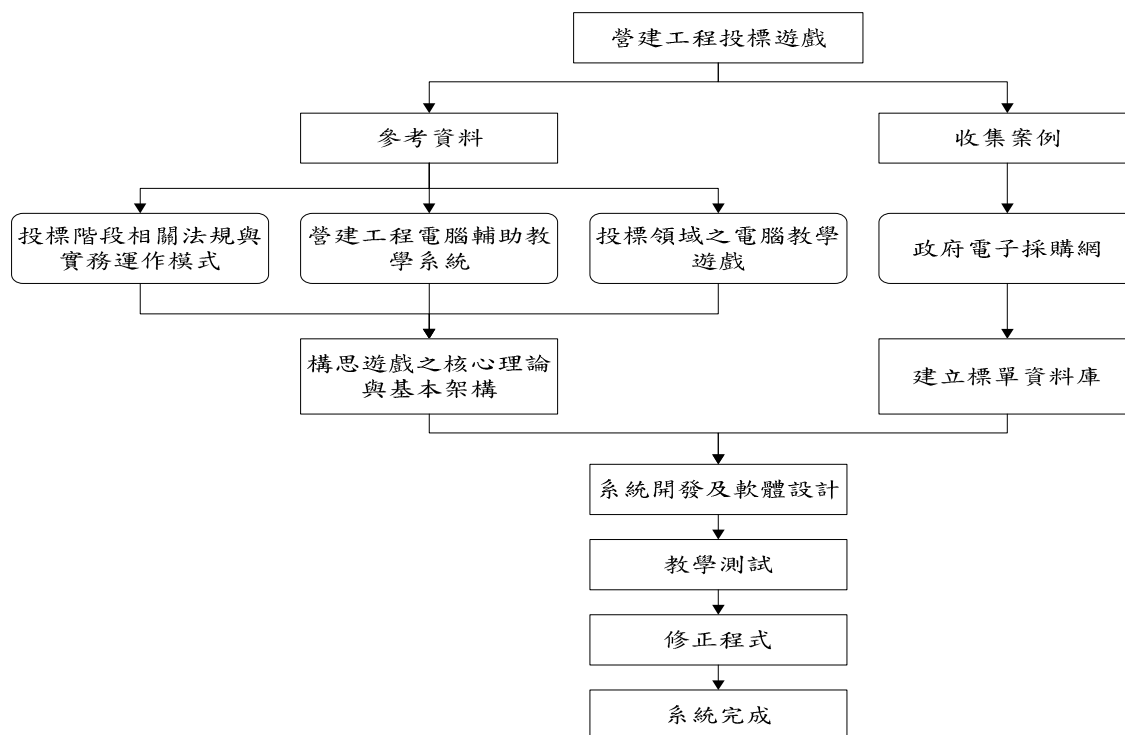 營建工程投標遊戲
參考資料
收集案例
投標階段相關法規與
實務運作模式
營建工程電腦輔助教
學系統
投標領域之電腦教學
遊戲
政府電子採購網
構思遊戲之核心理論
與基本架構
建立標單資料庫
系統開發及軟體設計
教學測試
修正程式
系統完成